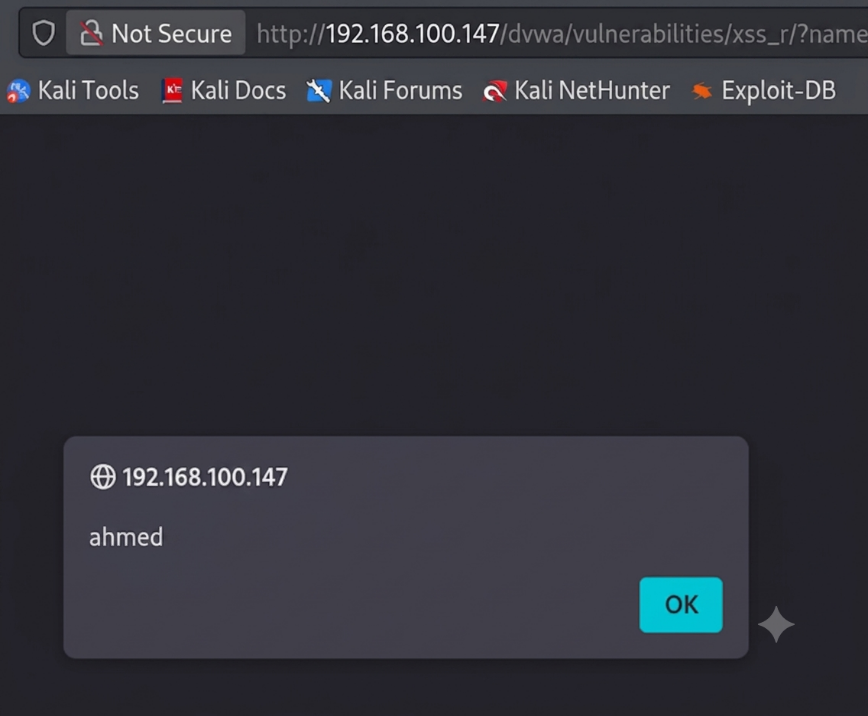 Not Secure http://192.168.100.147/dvwa/vulnerabilities/xss_r/?name
Kali Tools Kali Docs Kali Forums Kali NetHunter Exploit-DB
192.168.100.147
ahmed
OK